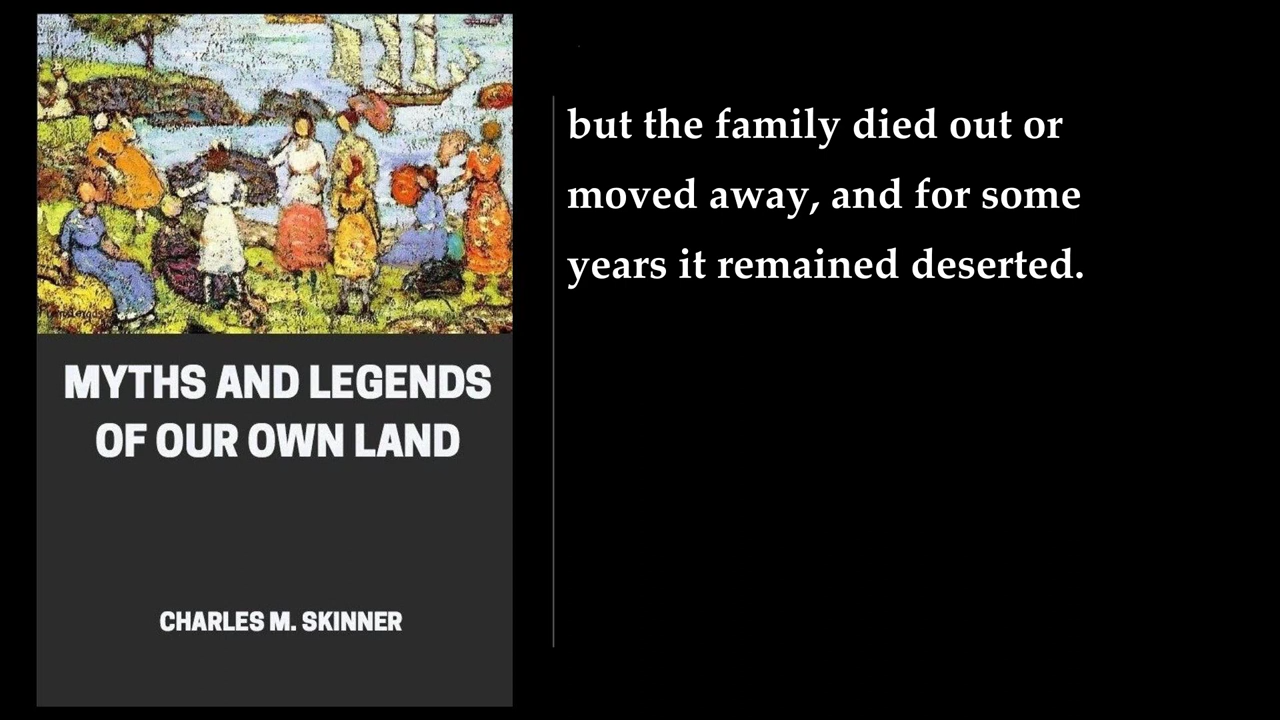 MYTHS AND LEGENDS
OF OUR OWN LAND
CHARLES M. SKINNER
but the family died out or
moved away, and for some
years it remained deserted.